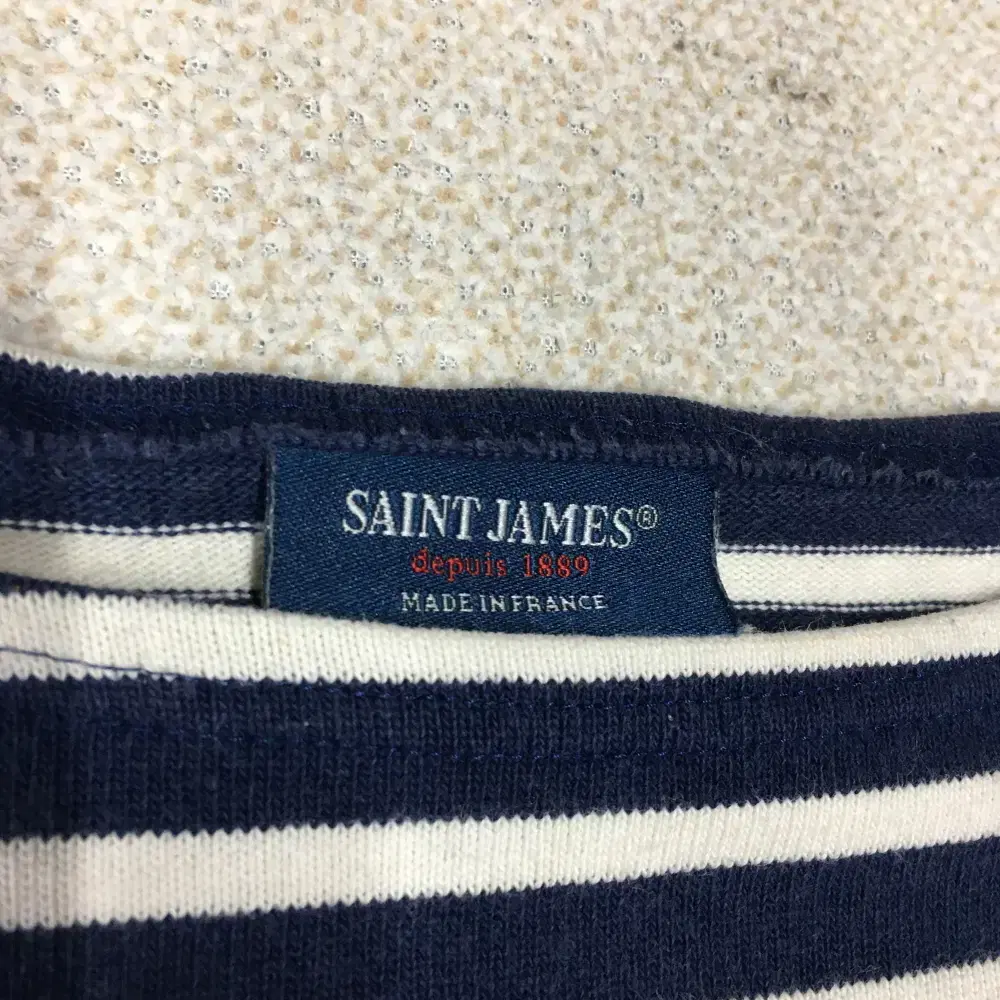 SAINT JAMES®
depuis 1889
MADE IN FRANCE